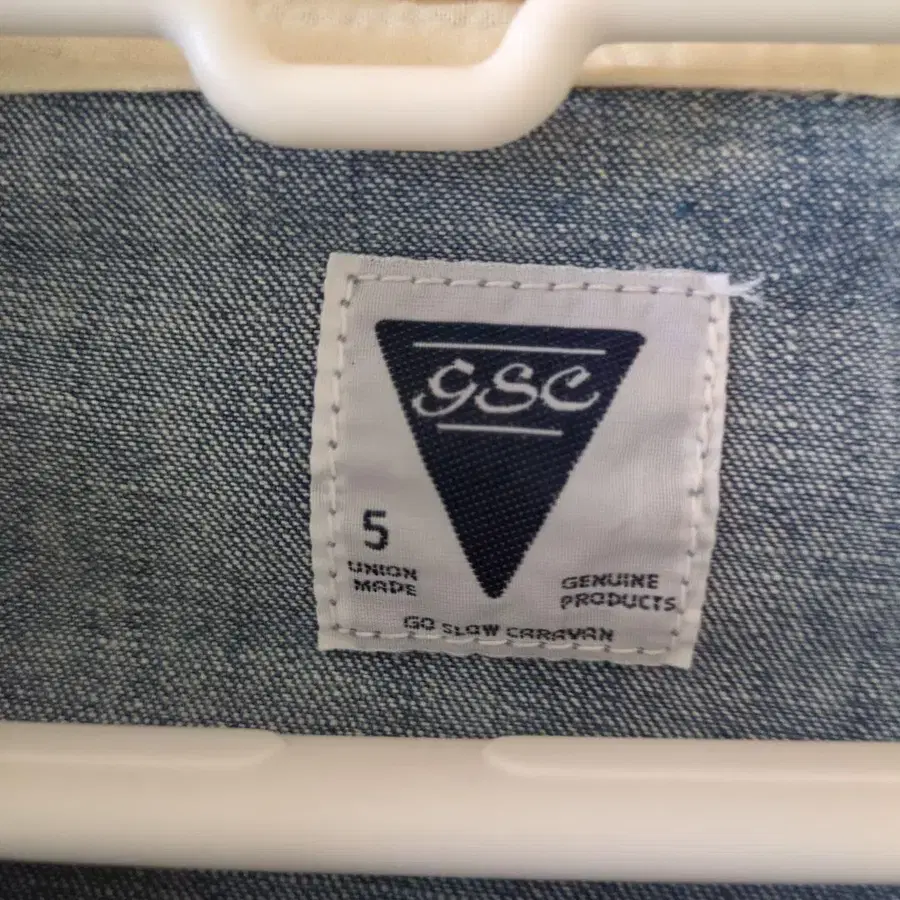 GSC
5
UNION
MADE
GENUINE
PRODUCTS
GO SLOW CARAVAN